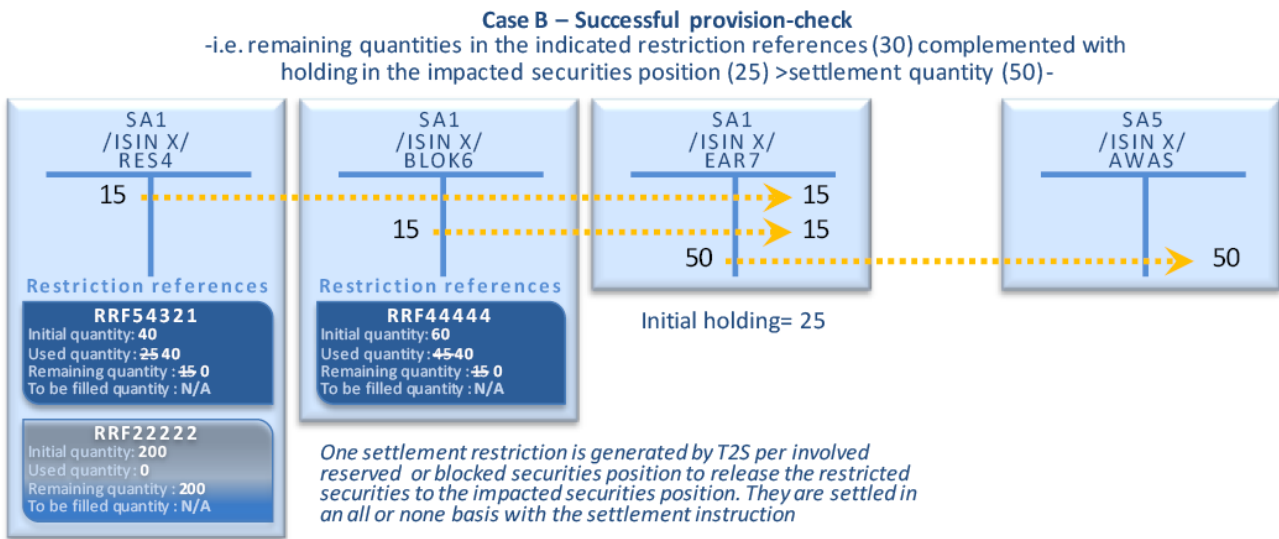 Case B – Successful provision-check
-i.e. remaining quantities in the indicated restriction references (30) complemented with
holding in the impacted securities position (25) >settlement quantity (50)-
SA1
/ISIN X/
RES4
15
Restriction references
RRF54321
Initial quantity: 40
Used quantity : 25 40
Remaining quantity : 15 0
To be filled quantity : N/A
RRF22222
Initial quantity: 200
Used quantity : 0
Remaining quantity : 200
To be filled quantity : N/A
SA1
/ISIN X/
BLOK6
15
Restriction references
RRF44444
Initial quantity: 60
Used quantity : 45 40
Remaining quantity : 15 0
To be filled quantity : N/A
SA1
/ISIN X/
EAR7
15
15
50
Initial holding= 25
SA5
/ISIN X/
AWAS
50
One settlement restriction is generated by T2S per involved
reserved or blocked securities position to release the restricted
securities to the impacted securities position. They are settled in
an all or none basis with the settlement instruction